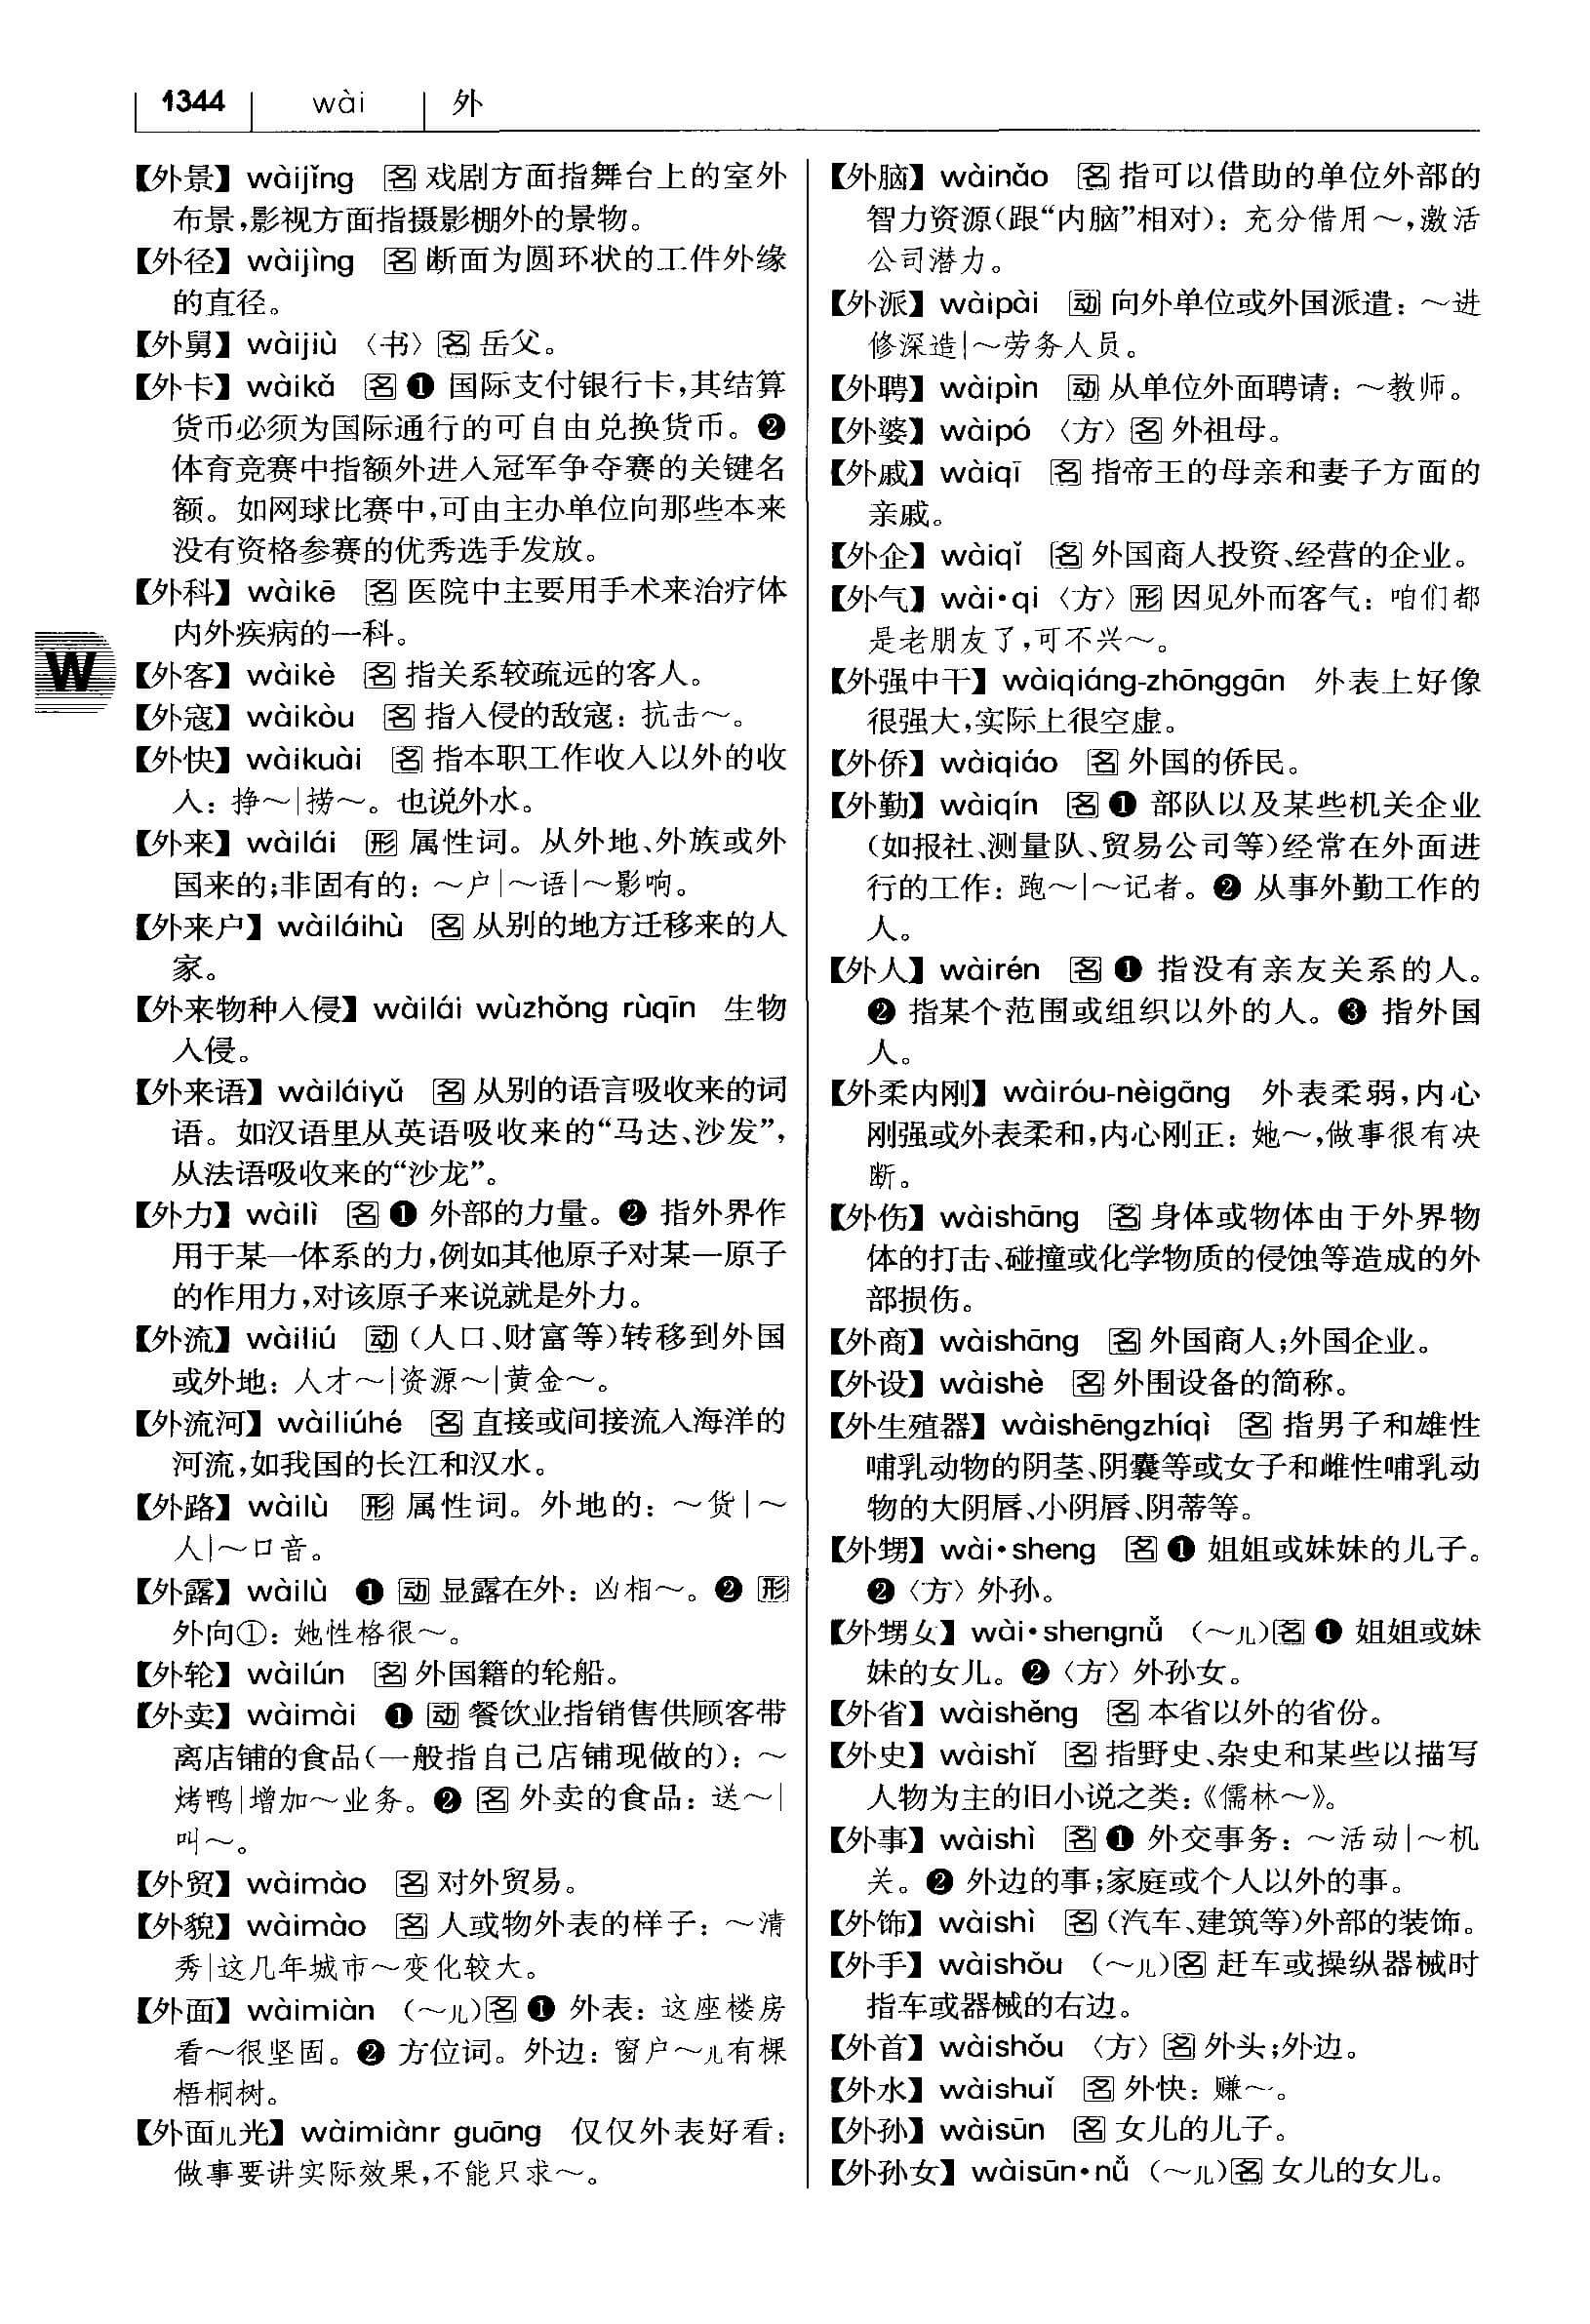 1344 wài 外
【外景】 wàijǐng 名 戏剧方面指舞台上的室外
布景,影视方面指摄影棚外的景物。
【外径】 wàijìng 名 断面为圆环状的工件外缘
的直径。
【外舅】 wàijiù 〈书〉 名 岳父。
【外卡】 wàikǎ 名 ❶ 国际支付银行卡,其结算
货币必须为国际通行的可自由兑换货币。❷
体育竞赛中指额外进入冠军争夺赛的关键名
额。如网球比赛中,可由主办单位向那些本来
没有资格参赛的优秀选手发放。
【外科】 wàikē 名 医院中主要用手术来治疗体
内外疾病的一科。
W
【外客】 wàikè 名 指关系较疏远的客人。
【外寇】 wàikòu 名 指入侵的敌寇: 抗击～。
【外快】 wàikuài 名 指本职工作收入以外的收
入: 挣～|捞～。也说外水。
【外来】 wàilái 形 属性词。从外地、外族或外
国来的;非固有的: ～户|～语|～影响。
【外来户】 wàiláihù 名 从别的地方迁移来的人
家。
【外来物种入侵】 wàilái wùzhǒng rùqīn 生物
入侵。
【外来语】 wàiláiyǔ 名 从别的语言吸收来的词
语。如汉语里从英语吸收来的“马达、沙发”,
从法语吸收来的“沙龙”。
【外力】 wàilì 名 ❶ 外部的力量。❷ 指外界作
用于某一体系的力,例如其他原子对某一原子
的作用力,对该原子来说就是外力。
【外流】 wàiliú 动 (人口、财富等)转移到外国
或外地: 人才～|资源～|黄金～。
【外流河】 wàiliúhé 名 直接或间接流入海洋的
河流,如我国的长江和汉水。
【外路】 wàilù 形 属性词。外地的: ～货|～
人|～口音。
【外露】 wàilù ❶ 动 显露在外: 凶相～。❷ 形
外向①: 她性格很～。
【外轮】 wàilún 名 外国籍的轮船。
【外卖】 wàimài ❶ 动 餐饮业指销售供顾客带
离店铺的食品(一般指自己店铺现做的): ～
烤鸭|增加～业务。❷ 名 外卖的食品: 送～|
叫～。
【外贸】 wàimào 名 对外贸易。
【外貌】 wàimào 名 人或物外表的样子: ～清
秀|这几年城市～变化较大。
【外面】 wàimiàn (～儿)名 ❶ 外表: 这座楼房
看～很坚固。❷ 方位词。外边: 窗户～儿有棵
梧桐树。
【外面儿光】 wàimiànr guāng 仅仅外表好看:
做事要讲实际效果,不能只求～。
【外脑】 wàinǎo 名 指可以借助的单位外部的
智力资源(跟“内脑”相对): 充分借用～,激活
公司潜力。
【外派】 wàipài 动 向外单位或外国派遣: ～进
修深造|～劳务人员。
【外聘】 wàipìn 动 从单位外面聘请: ～教师。
【外婆】 wàipó 〈方〉 名 外祖母。
【外戚】 wàiqī 名 指帝王的母亲和妻子方面的
亲戚。
【外企】 wàiqǐ 名 外国商人投资、经营的企业。
【外气】 wài•qi 〈方〉 形 因见外而客气: 咱们都
是老朋友了,可不兴～。
【外强中干】 wàiqiáng-zhōnggān 外表上好像
很强大,实际上很空虚。
【外侨】 wàiqiáo 名 外国的侨民。
【外勤】 wàiqín 名 ❶ 部队以及某些机关企业
(如报社、测量队、贸易公司等)经常在外面进
行的工作: 跑～|～记者。❷ 从事外勤工作的
人。
【外人】 wàirén 名 ❶ 指没有亲友关系的人。
❷ 指某个范围或组织以外的人。❸ 指外国
人。
【外柔内刚】 wàiróu-nèigāng 外表柔弱,内心
刚强或外表柔和,内心刚正: 她～,做事很有决
断。
【外伤】 wàishāng 名 身体或物体由于外界物
体的打击、碰撞或化学物质的侵蚀等造成的外
部损伤。
【外商】 wàishāng 名 外国商人;外国企业。
【外设】 wàishè 名 外围设备的简称。
【外生殖器】 wàishēngzhíqì 名 指男子和雄性
哺乳动物的阴茎、阴囊等或女子和雌性哺乳动
物的大阴唇、小阴唇、阴蒂等。
【外甥】 wài•sheng 名 ❶ 姐姐或妹妹的儿子。
❷ 〈方〉 外孙。
【外甥女】 wài•shengnǚ (～儿)名 ❶ 姐姐或妹
妹的女儿。❷ 〈方〉 外孙女。
【外省】 wàishěng 名 本省以外的省份。
【外史】 wàishǐ 名 指野史、杂史和某些以描写
人物为主的旧小说之类:《儒林～》。
【外事】 wàishì 名 ❶ 外交事务: ～活动|～机
关。❷ 外边的事;家庭或个人以外的事。
【外饰】 wàishì 名 (汽车、建筑等)外部的装饰。
【外手】 wàishǒu (～儿)名 赶车或操纵器械时
指车或器械的右边。
【外首】 wàishǒu 〈方〉 名 外头;外边。
【外水】 wàishuǐ 名 外快: 赚～。
【外孙】 wàisūn 名 女儿的儿子。
【外孙女】 wàisūn•nǚ (～儿)名 女儿的女儿。